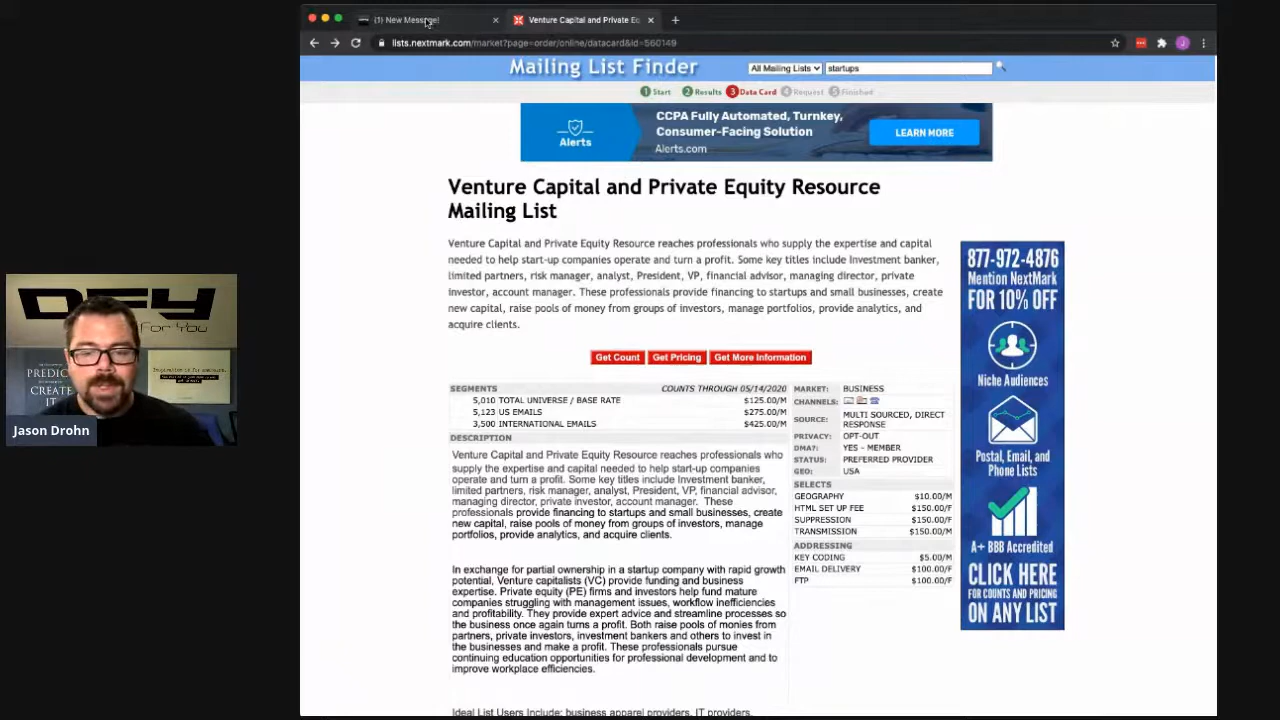 (1) New Message!
Venture Capital and Private Eq
lists.nextmark.com/market?page=order/online/datacard&id=560149
J
Mailing List Finder
All Mailing Lists
startups
1 Start 2 Results 3 Data Card 4 Request 5 Finished
CCPA Fully Automated, Turnkey,
Consumer-Facing Solution
Alerts.com
Alerts
LEARN MORE
Venture Capital and Private Equity Resource
Mailing List
Venture Capital and Private Equity Resource reaches professionals who supply the expertise and capital
needed to help start-up companies operate and turn a profit. Some key titles include Investment banker,
limited partners, risk manager, analyst, President, VP, financial advisor, managing director, private
investor, account manager. These professionals provide financing to startups and small businesses, create
new capital, raise pools of money from groups of investors, manage portfolios, provide analytics, and
acquire clients.
Get Count Get Pricing Get More Information
SEGMENTS COUNTS THROUGH 05/14/2020
5,010 TOTAL UNIVERSE / BASE RATE $125.00/M
5,123 US EMAILS $275.00/M
3,500 INTERNATIONAL EMAILS $425.00/M
DESCRIPTION
Venture Capital and Private Equity Resource reaches professionals who
supply the expertise and capital needed to help start-up companies
operate and turn a profit. Some key titles include Investment banker,
limited partners, risk manager, analyst, President, VP, financial advisor,
managing director, private investor, account manager. These
professionals provide financing to startups and small businesses, create
new capital, raise pools of money from groups of investors, manage
portfolios, provide analytics, and acquire clients.
In exchange for partial ownership in a startup company with rapid growth
potential, Venture capitalists (VC) provide funding and business
expertise. Private equity (PE) firms and investors help fund mature
companies struggling with management issues, workflow inefficiencies
and profitability. They provide expert advice and streamline processes so
the business once again turns a profit. Both raise pools of monies from
partners, private investors, investment bankers and others to invest in
the businesses and make a profit. These professionals pursue
continuing education opportunities for professional development and to
improve workplace efficiencies.
Ideal List Users Include: business apparel providers, IT providers,
MARKET: BUSINESS
CHANNELS:
SOURCE: MULTI SOURCED, DIRECT
RESPONSE
PRIVACY: OPT-OUT
DMA?: YES - MEMBER
STATUS: PREFERRED PROVIDER
GEO: USA
SELECTS
GEOGRAPHY $10.00/M
HTML SET UP FEE $150.00/F
SUPPRESSION $150.00/F
TRANSMISSION $150.00/F
ADDRESSING
KEY CODING $5.00/M
EMAIL DELIVERY $100.00/F
FTP $100.00/F
877-972-4876
Mention NextMark
FOR 10% OFF
Niche Audiences
Postal, Email, and
Phone Lists
A+ BBB Accredited
CLICK HERE
FOR COUNTS AND PRICING
ON ANY LIST
DFY
For You
PREDIC
CREATE
IT
Jason Drohn